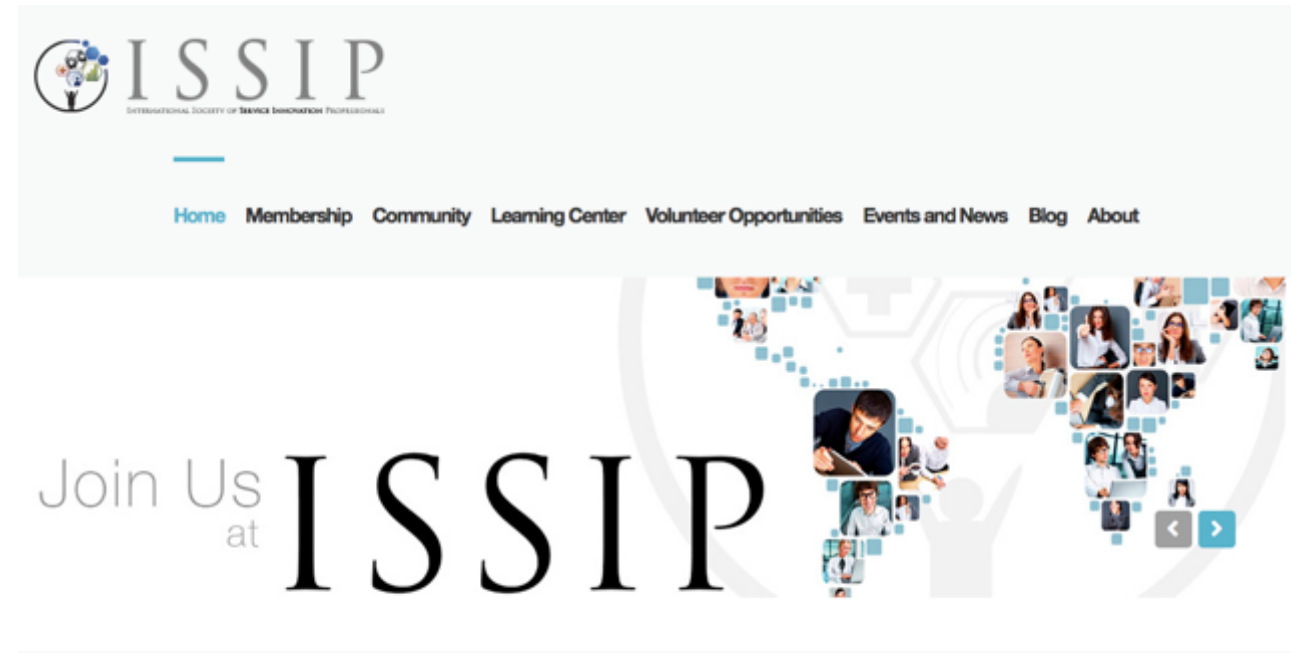 ISSIP
INTERNATIONAL SOCIETY OF SERVICE INNOVATION PROFESSIONALS
Home Membership Community Learning Center Volunteer Opportunities Events and News Blog About
Join Us
at ISSIP